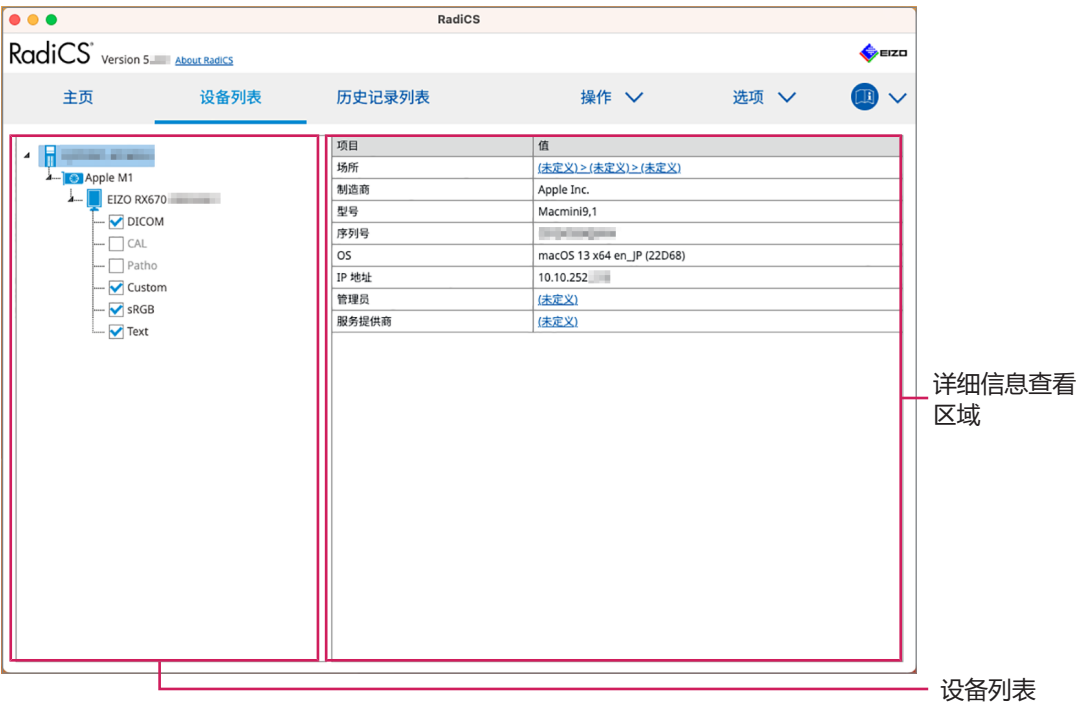 RadiCS
RadiCS Version 5. About RadiCS
EIZO
主页 设备列表 历史记录列表 操作 选项
Apple M1
EIZO RX670
DICOM
CAL
Patho
Custom
sRGB
Text
项目 值
场所 (未定义) > (未定义) > (未定义)
制造商 Apple Inc.
型号 Macmini9,1
序列号
OS macOS 13 x64 en_JP (22D68)
IP 地址 10.10.252.
管理员 (未定义)
服务提供商 (未定义)
详细信息查看
区域
设备列表